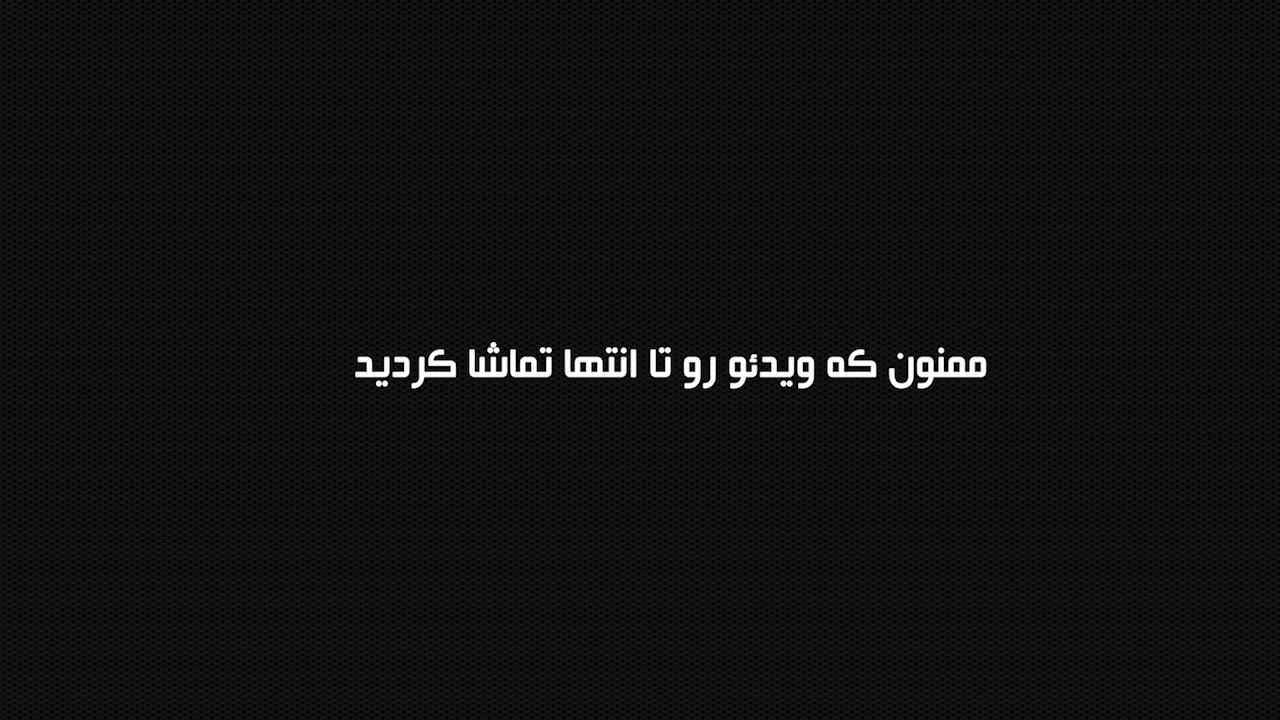 ممنون که ویدئو رو تا انتها تماشا کردید